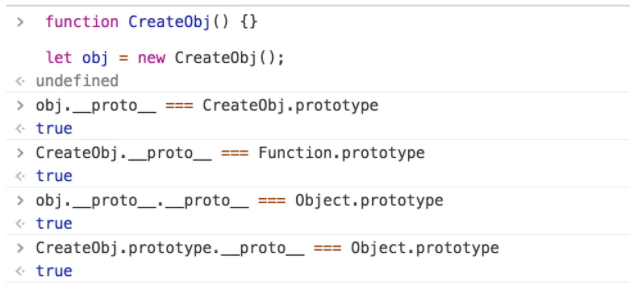 > function CreateObj() {}
let obj = new CreateObj();
<· undefined
> obj.__proto__ === CreateObj.prototype
<· true
> CreateObj.__proto__ === Function.prototype
<· true
> obj.__proto__.__proto__ === Object.prototype
<· true
> CreateObj.prototype.__proto__ === Object.prototype
<· true